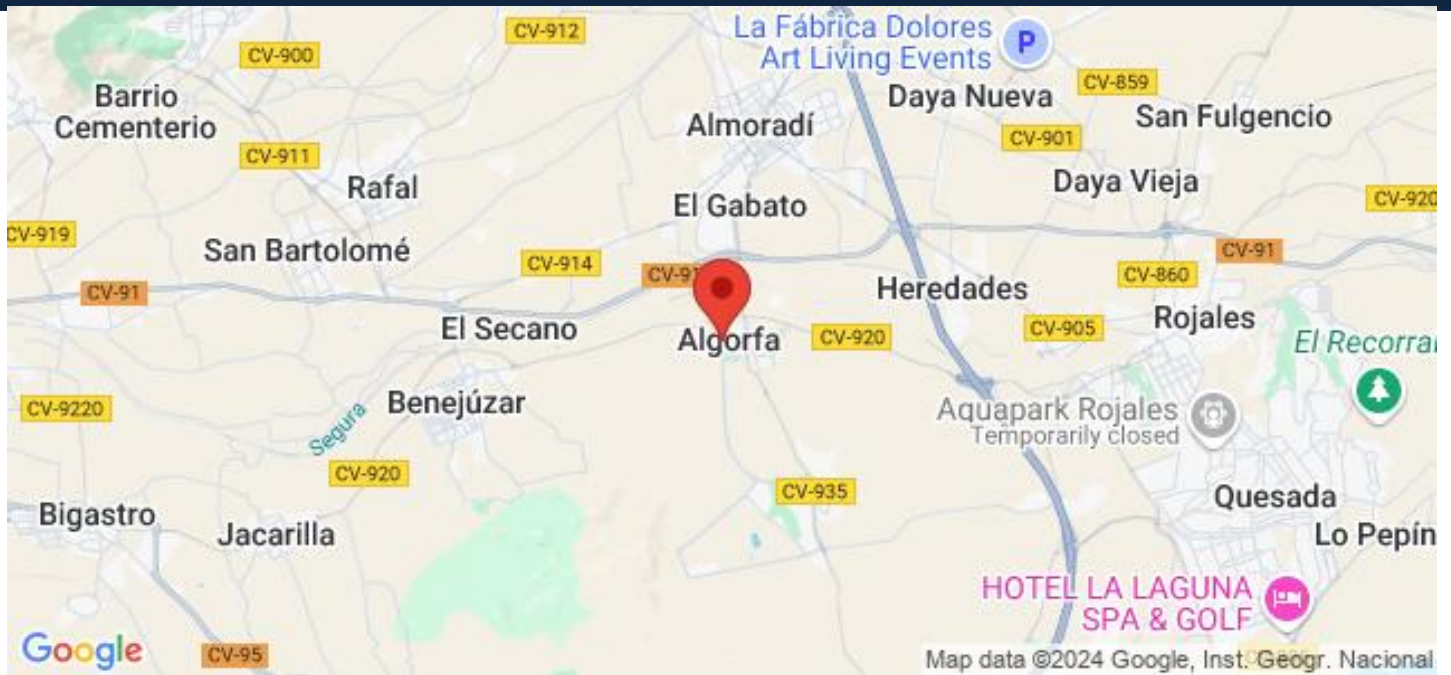 CV-912
La Fábrica Dolores
Art Living Events
P
CV-900
CV-859
Barrio
Cementerio
Daya Nueva
San Fulgencio
Almoradí
CV-901
CV-911
Rafal
Daya Vieja
CV-920
El Gabato
CV-919
San Bartolomé
CV-914
CV-91
CV-91
CV-860
CV-91
Heredades
El Secano
Algorfa
CV-920
CV-905
Rojales
El Recorral
CV-9220
Benejúzar
Segura
Aquapark Rojales
Temporarily closed
CV-920
CV-935
Quesada
Bigastro
Jacarilla
Lo Pepín
HOTEL LA LAGUNA
SPA & GOLF
Google
CV-95
Map data ©2024 Google, Inst. Geogr. Nacional